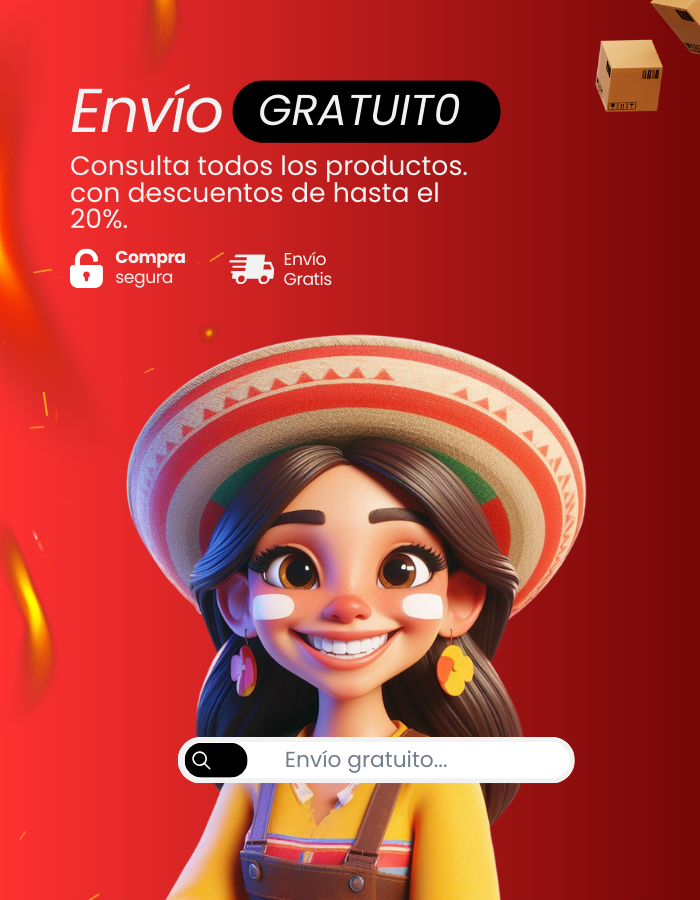 Envío GRATUITO
Consulta todos los productos.
con descuentos de hasta el
20%.
Compra
segura
Envío
Gratis
Envío gratuito...